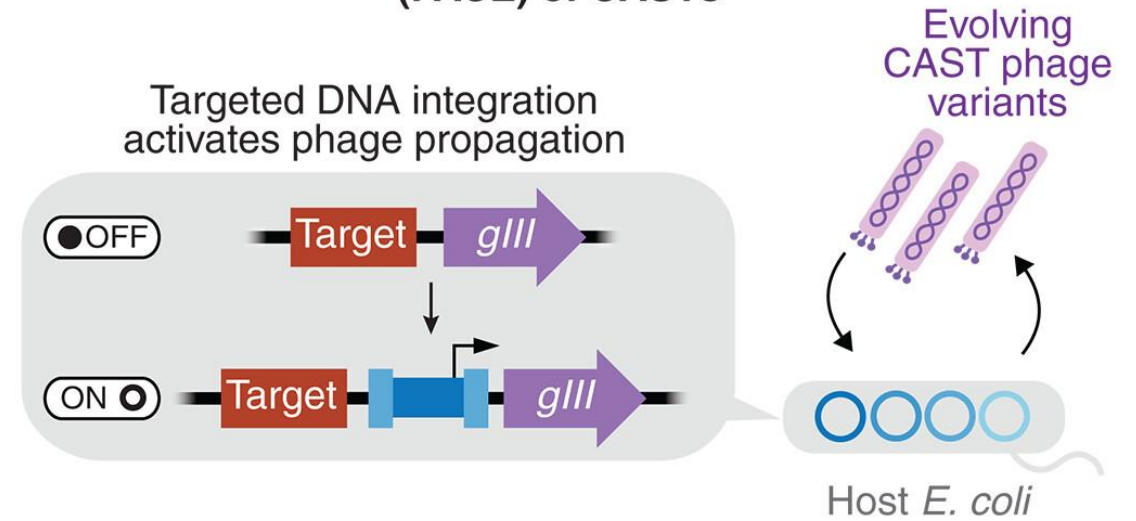 Evolving
CAST phage
variants
Targeted DNA integration
activates phage propagation
OFF
Target
gIII
ON
Target
gIII
Host E. coli